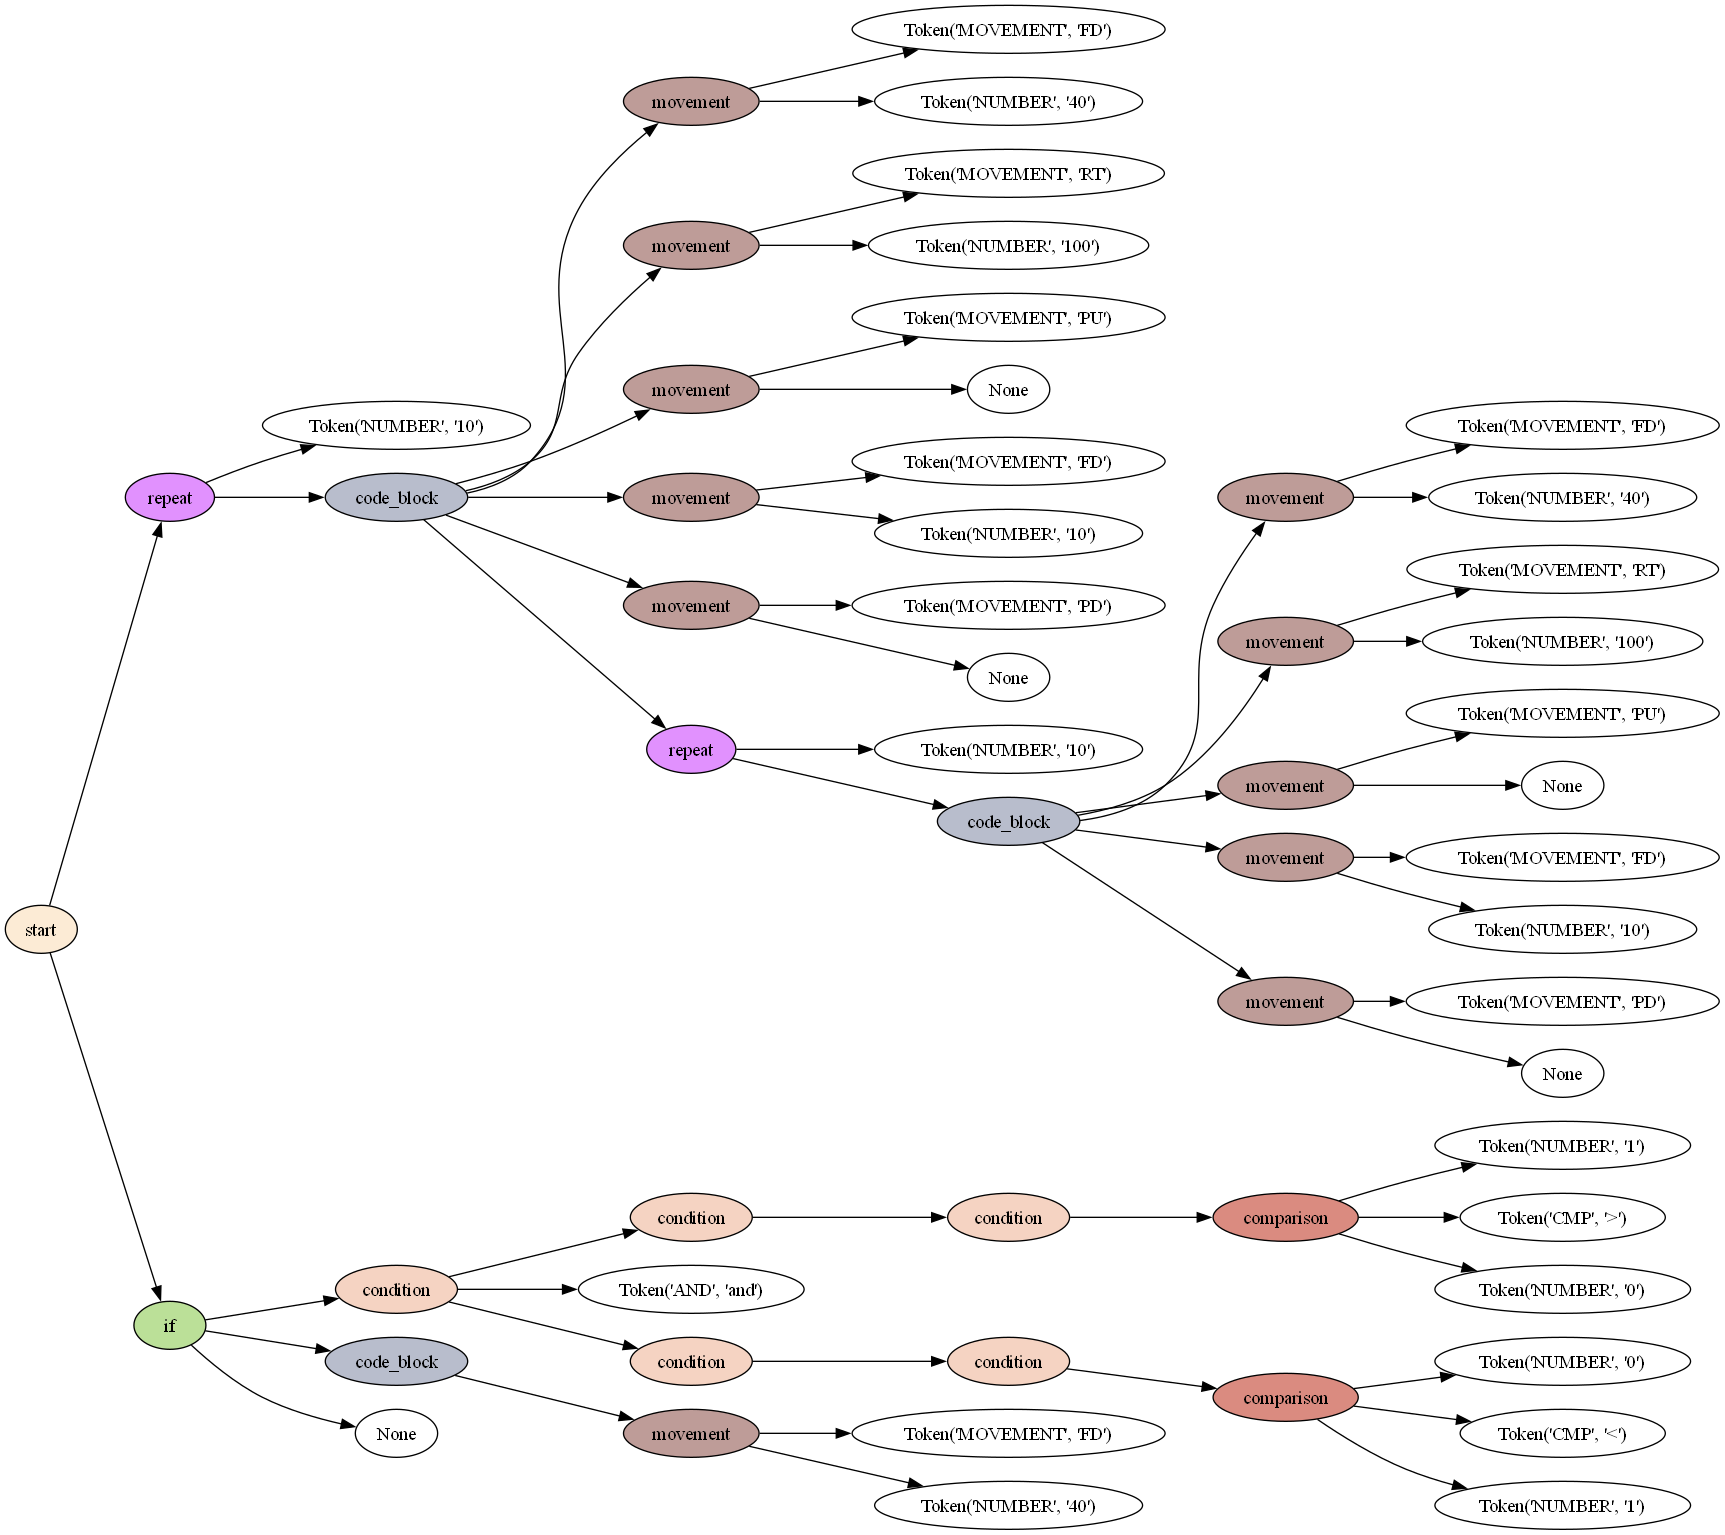 start
repeat
Token('NUMBER', '10')
code_block
movement
Token('MOVEMENT', 'FD')
Token('NUMBER', '40')
movement
Token('MOVEMENT', 'RT')
Token('NUMBER', '100')
movement
Token('MOVEMENT', 'PU')
None
movement
Token('MOVEMENT', 'FD')
Token('NUMBER', '10')
movement
Token('MOVEMENT', 'PD')
None
repeat
Token('NUMBER', '10')
code_block
movement
Token('MOVEMENT', 'FD')
Token('NUMBER', '40')
movement
Token('MOVEMENT', 'RT')
Token('NUMBER', '100')
movement
Token('MOVEMENT', 'PU')
None
movement
Token('MOVEMENT', 'FD')
Token('NUMBER', '10')
movement
Token('MOVEMENT', 'PD')
None
if
condition
condition
condition
comparison
Token('NUMBER', '1')
Token('CMP', '>')
Token('NUMBER', '0')
Token('AND', 'and')
condition
condition
comparison
Token('NUMBER', '0')
Token('CMP', '<')
Token('NUMBER', '1')
code_block
movement
Token('MOVEMENT', 'FD')
Token('NUMBER', '40')
None